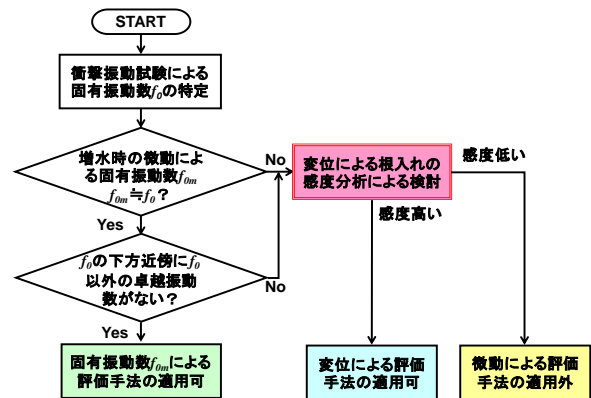 START
衝撃振動試験による
固有振動数f0の特定
増水時の微動によ
る固有振動数f0m
f0m≒f0？
No
Yes
変位による根入れの
感度分析による検討
感度低い
感度高い
f0の下方近傍にf0
以外の卓越振動
数がない？
No
Yes
固有振動数f0mによる
評価手法の適用可
変位による評価
手法の適用可
微動による評価
手法の適用外